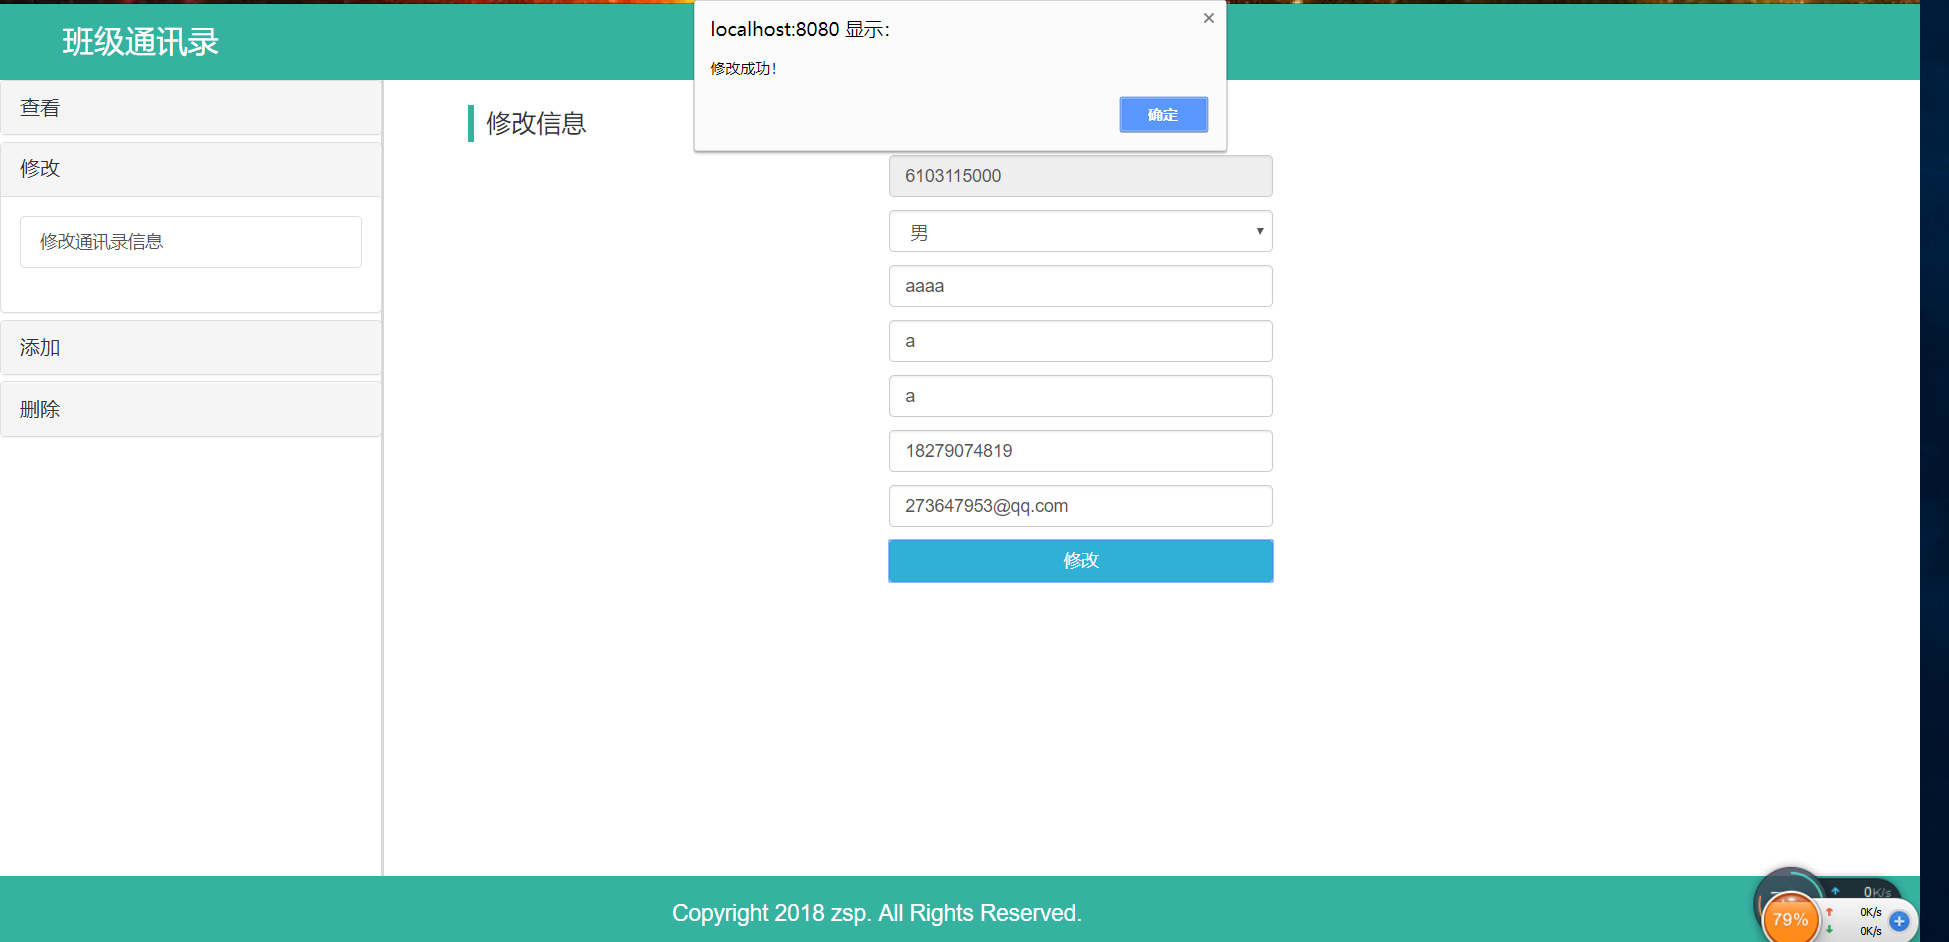 班级通讯录
localhost:8080 显示：
修改成功！
确定
查看
修改
修改通讯录信息
添加
删除
修改信息
6103115000
男
aaaa
a
a
18279074819
273647953@qq.com
修改
Copyright 2018 zsp. All Rights Reserved.
0K/s
79%
0K/s
0K/s